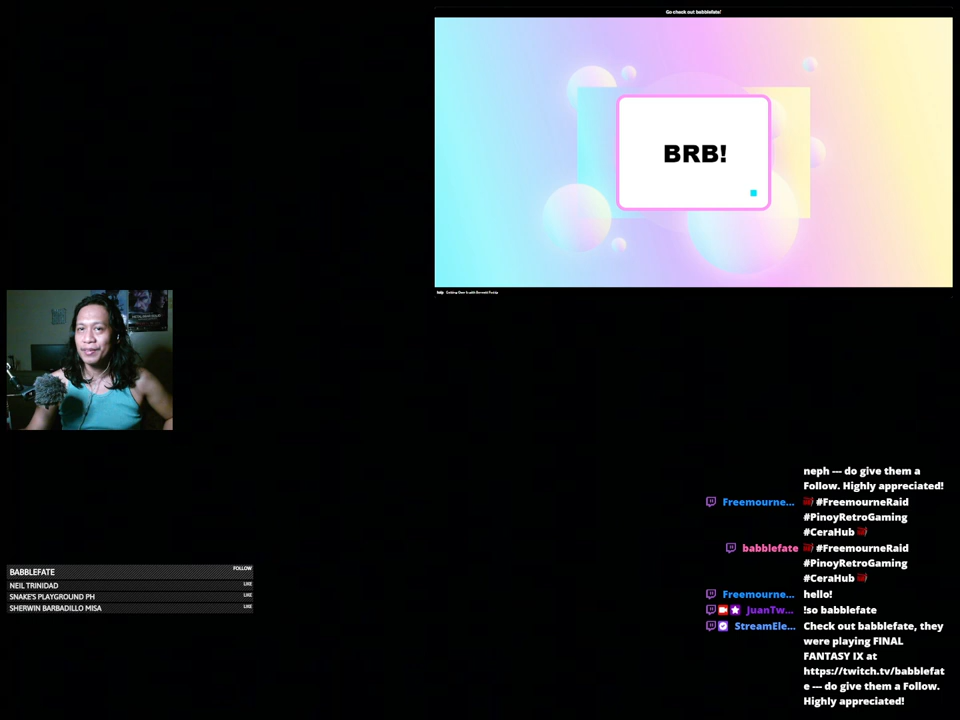 Go check out babblefate!
BRB!
neph --- do give them a
Follow. Highly appreciated!
Freemourne... #FreemourneRaid
#PinoyRetroGaming
#CeraHub
babblefate #FreemourneRaid
#PinoyRetroGaming
#CeraHub
Freemourne... hello!
JuanTw... !so babblefate
StreamEle... Check out babblefate, they
were playing FINAL
FANTASY IX at
https://twitch.tv/babblefat
e --- do give them a Follow.
Highly appreciated!
BABBLEFATE FOLLOW
NEIL TRINIDAD LIKE
SNAKE'S PLAYGROUND PH LIKE
SHERWIN BARBADILLO MISA LIKE